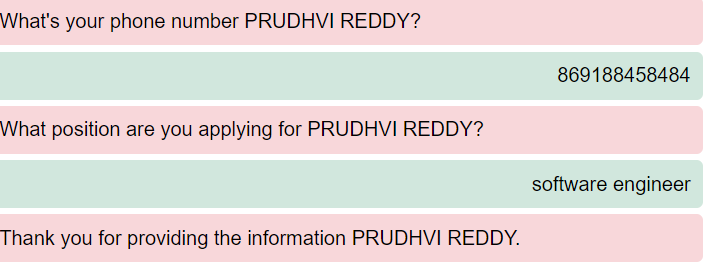 What's your phone number PRUDHVI REDDY?
869188458484
What position are you applying for PRUDHVI REDDY?
software engineer
Thank you for providing the information PRUDHVI REDDY.